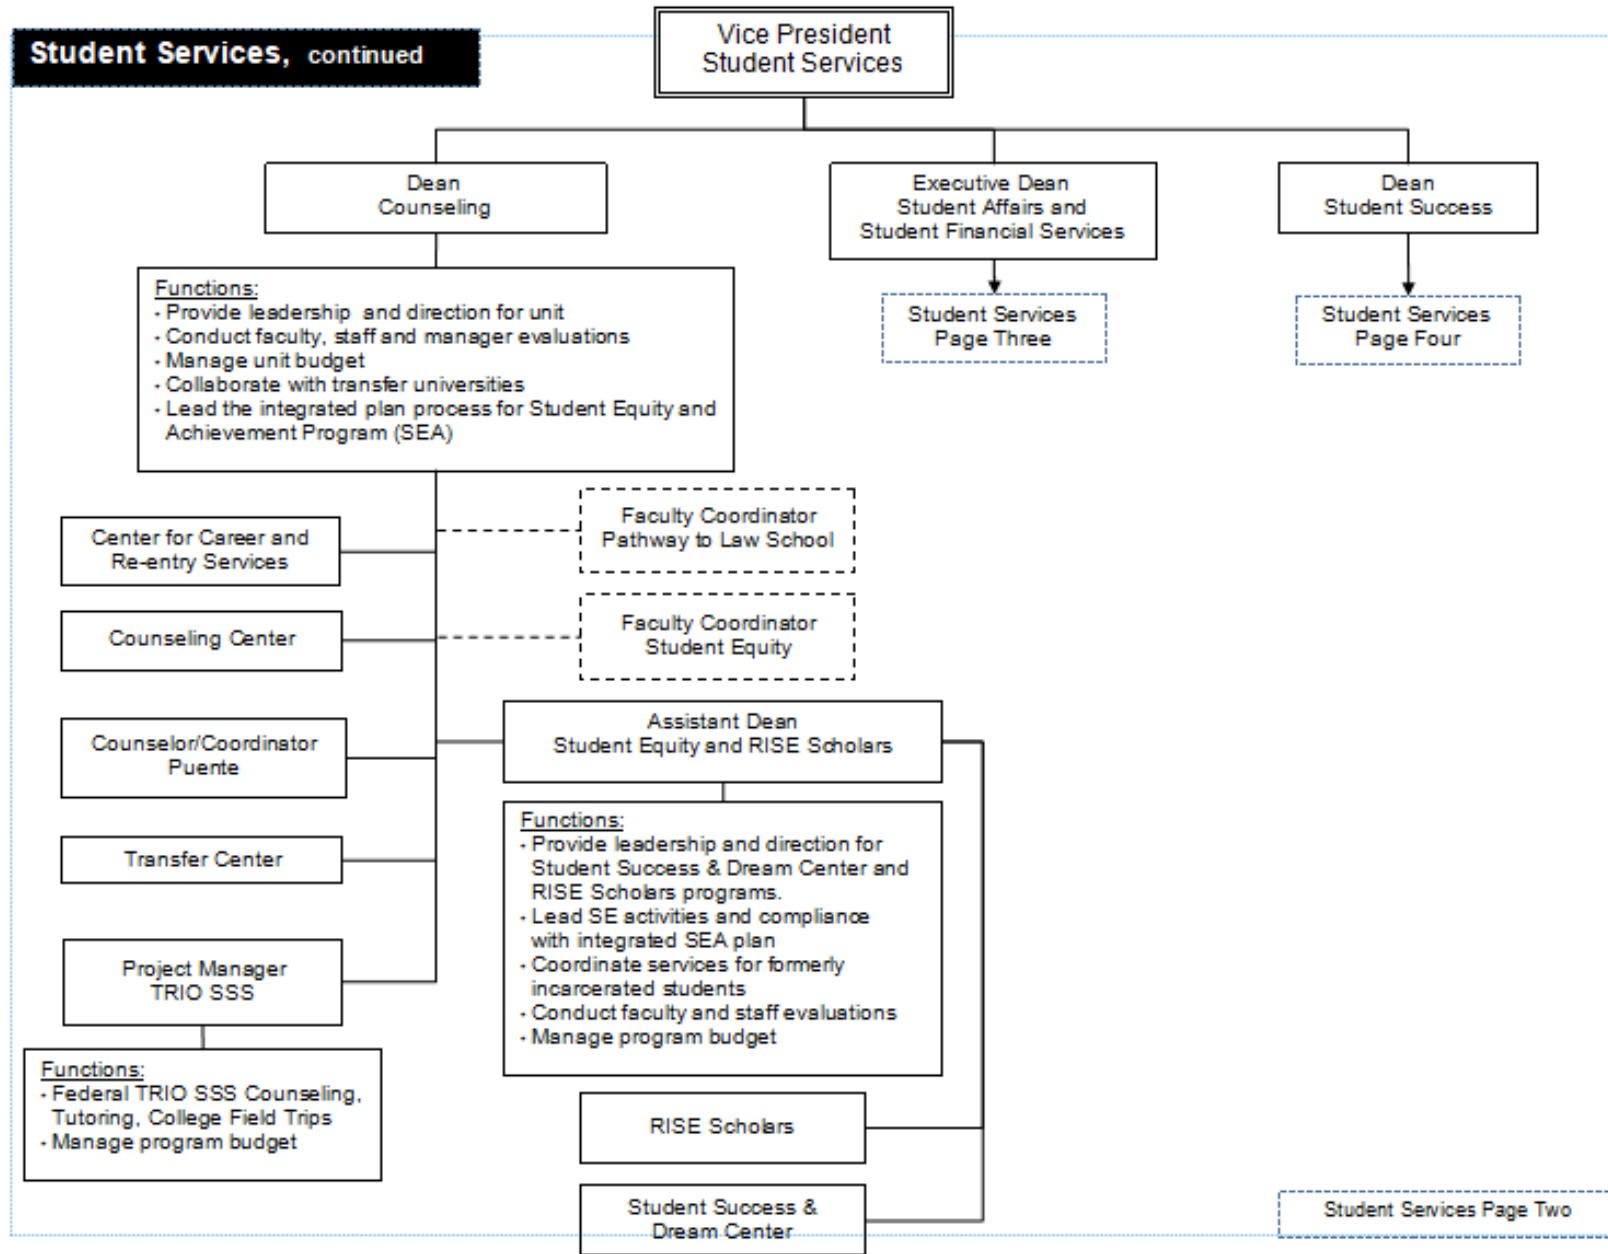 Student Services, continued
Vice President
Student Services
Dean
Counseling
Executive Dean
Student Affairs and
Student Financial Services
Dean
Student Success
Functions:
- Provide leadership and direction for unit
- Conduct faculty, staff and manager evaluations
- Manage unit budget
- Collaborate with transfer universities
- Lead the integrated plan process for Student Equity and
Achievement Program (SEA)
Student Services
Page Three
Student Services
Page Four
Faculty Coordinator
Pathway to Law School
Center for Career and
Re-entry Services
Faculty Coordinator
Student Equity
Counseling Center
Assistant Dean
Student Equity and RISE Scholars
Counselor/Coordinator
Puente
Functions:
- Provide leadership and direction for
Student Success & Dream Center and
RISE Scholars programs.
- Lead SE activities and compliance
with integrated SEA plan
- Coordinate services for formerly
incarcerated students
- Conduct faculty and staff evaluations
- Manage program budget
Transfer Center
Project Manager
TRIO SSS
Functions:
- Federal TRIO SSS Counseling,
Tutoring, College Field Trips
- Manage program budget
RISE Scholars
Student Success &
Dream Center
Student Services Page Two